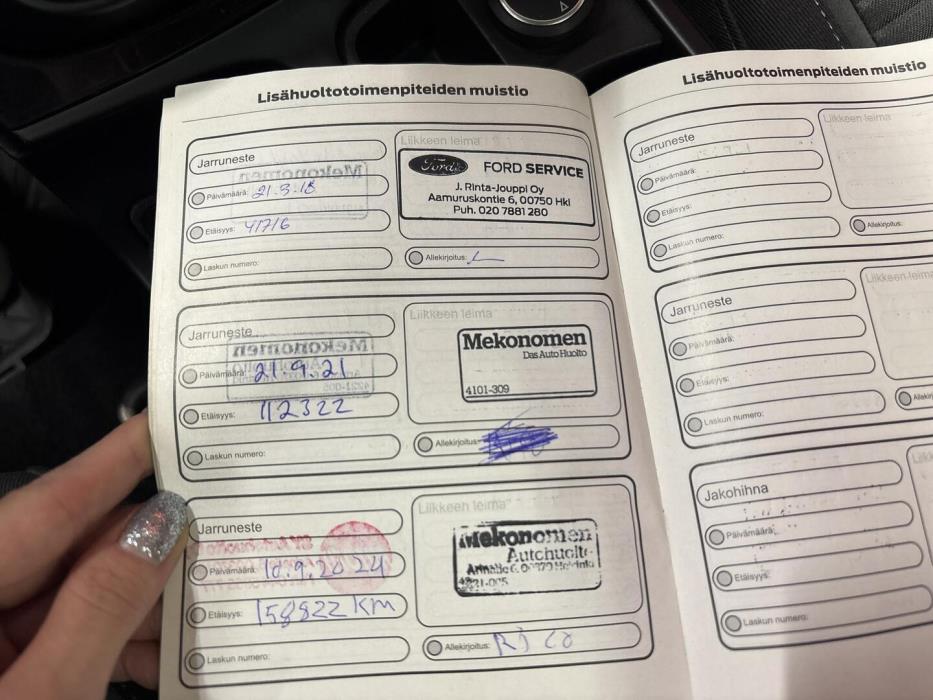 Lisähuoltotoimenpiteiden muistio
Jarruneste
Päivämäärä: 21.3.18
Etäisyys: 41716
Laskun numero:
Liikkeen leima
Ford FORD SERVICE
J. Rinta-Jouppi Oy
Aamuruskontie 6, 00750 Hki
Puh. 020 7881 280
Allekirjoitus:
Jarruneste
Päivämäärä: 21.9.21
Etäisyys: 112322
Laskun numero:
Liikkeen leima
Mekonomen
Das Auto Huolto
4101-309
Allekirjoitus:
Jarruneste
Päivämäärä: 10.9.2024
Etäisyys: 158822 KM
Laskun numero:
Liikkeen leima
Mekonomen
Autohuolto
4821-005
Allekirjoitus:
Lisähuoltotoimenpiteiden muistio
Jarruneste
Päivämäärä:
Etäisyys:
Laskun numero:
Liikkeen leima
Allekirjoitus:
Jarruneste
Päivämäärä:
Etäisyys:
Laskun numero:
Liikkeen leima
Jakohihna
Päivämäärä:
Etäisyys:
Laskun numero: